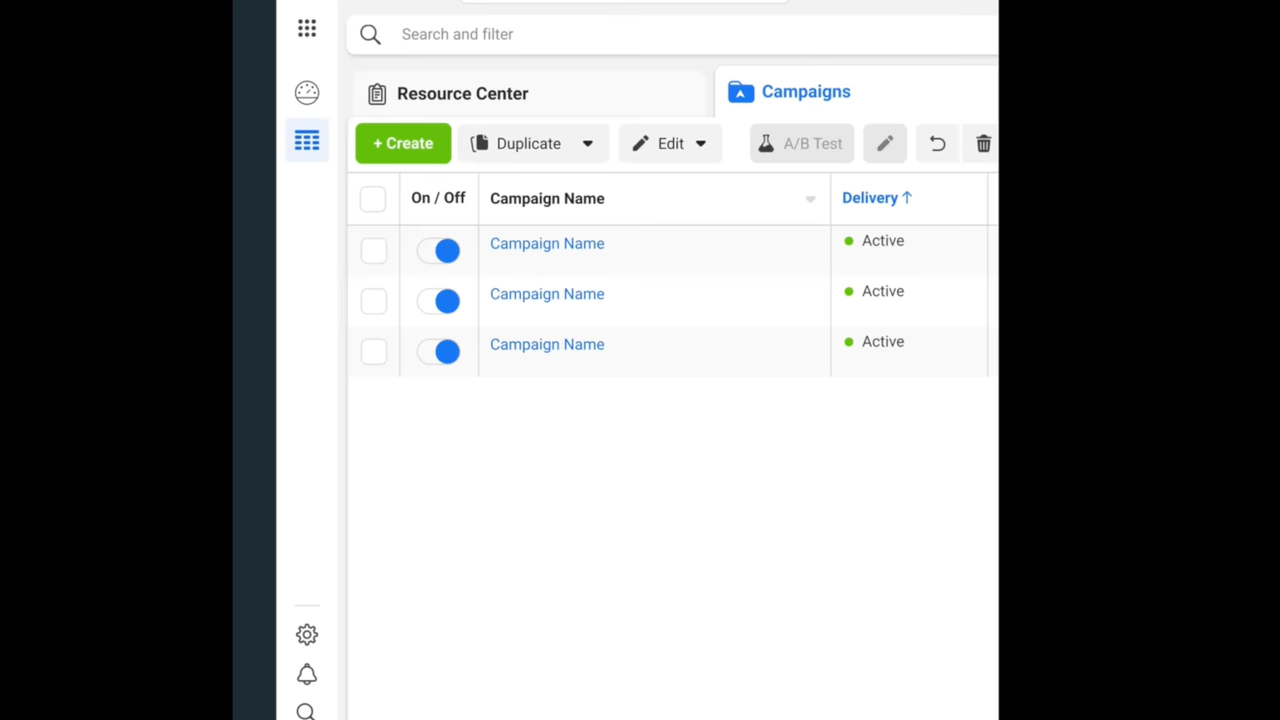 Search and filter
Resource Center
Campaigns
+ Create
Duplicate
Edit
A/B Test
On / Off
Campaign Name
Delivery ↑
Campaign Name
Active
Campaign Name
Active
Campaign Name
Active